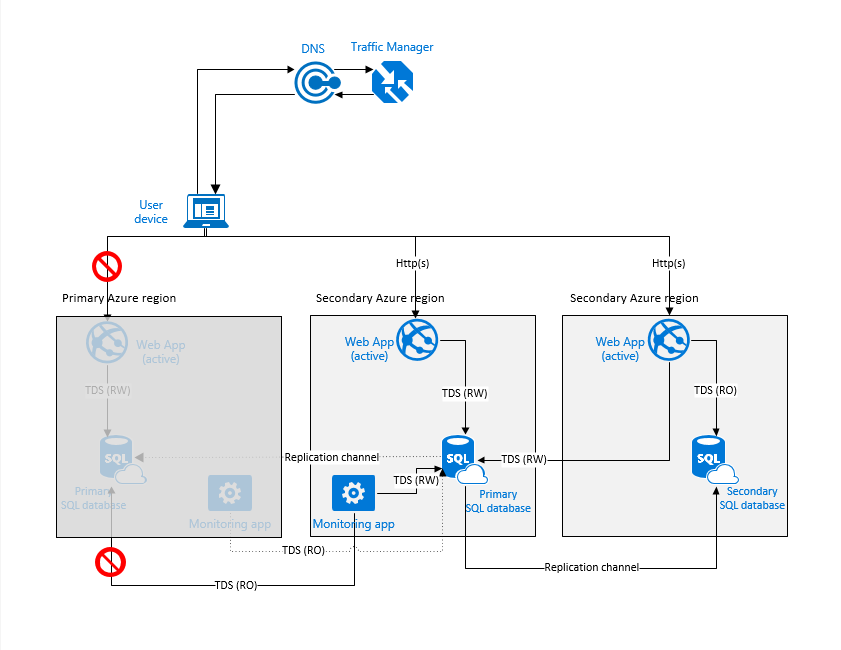 DNS
Traffic Manager
User
device
Http(s)
Http(s)
Primary Azure region
Secondary Azure region
Secondary Azure region
Web App
(active)
TDS (RW)
SQL
Primary
SQL database
Monitoring app
Web App
(active)
TDS (RW)
Replication channel
SQL
TDS (RW)
Primary
SQL database
Monitoring app
Web App
(active)
TDS (RO)
TDS (RW)
SQL
Secondary
SQL database
TDS (RO)
Replication channel
TDS (RO)